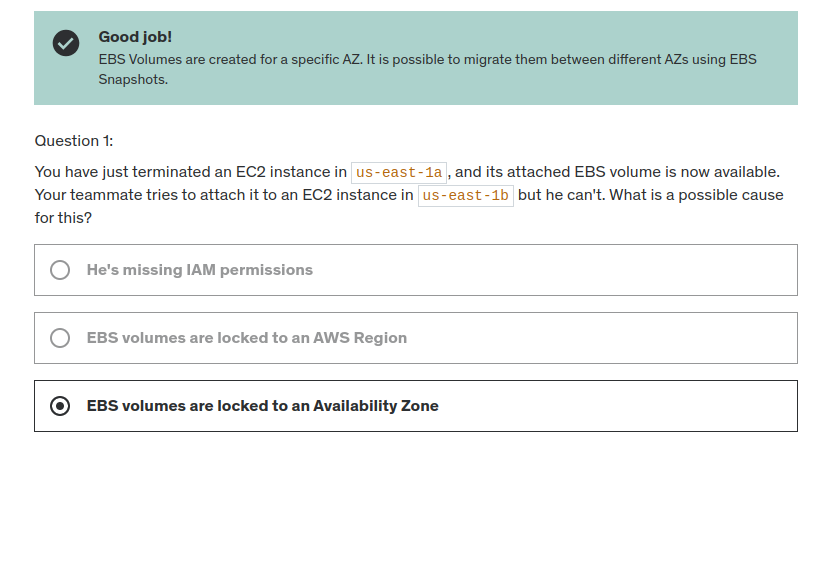 Good job!
EBS Volumes are created for a specific AZ. It is possible to migrate them between different AZs using EBS
Snapshots.
Question 1:
You have just terminated an EC2 instance in us-east-1a, and its attached EBS volume is now available.
Your teammate tries to attach it to an EC2 instance in us-east-1b but he can't. What is a possible cause
for this?
He's missing IAM permissions
EBS volumes are locked to an AWS Region
EBS volumes are locked to an Availability Zone